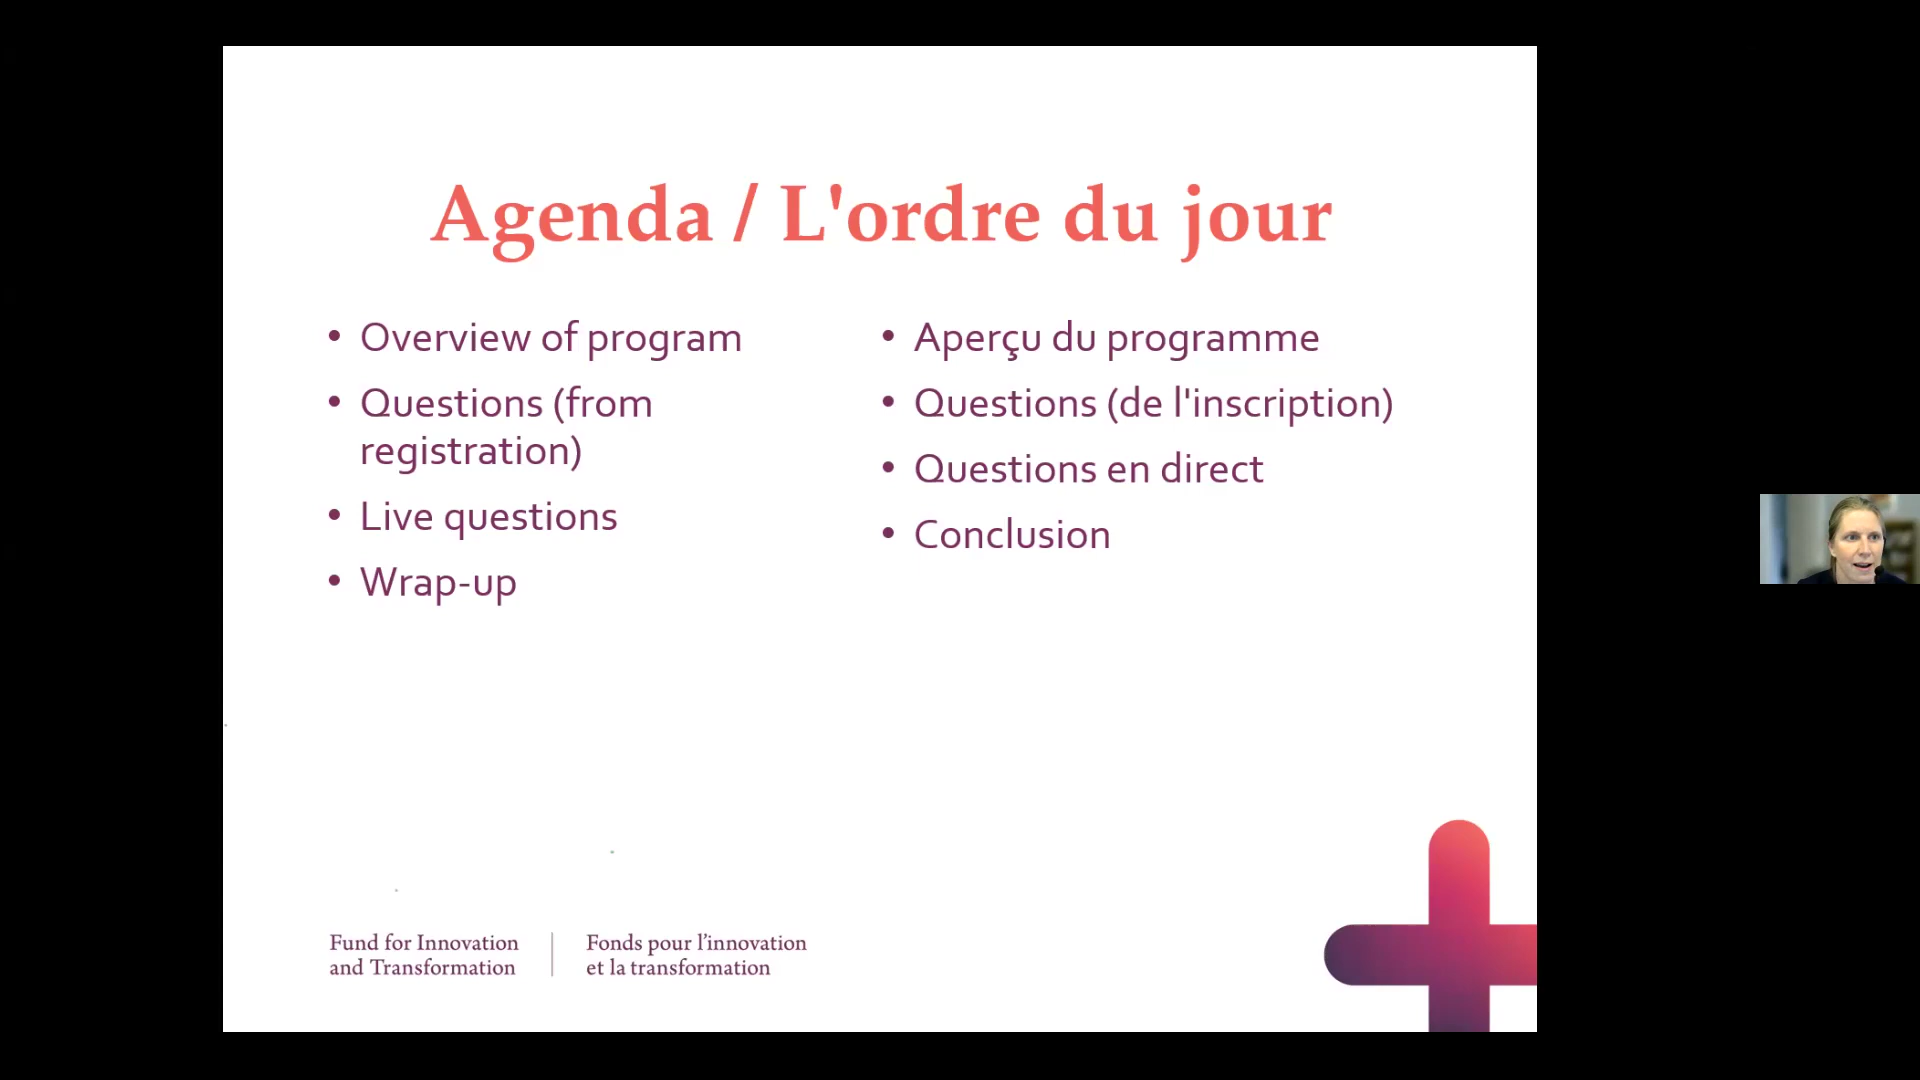 Agenda / L'ordre du jour
• Overview of program
• Questions (from
registration)
• Live questions
• Wrap-up
• Aperçu du programme
• Questions (de l'inscription)
• Questions en direct
• Conclusion
Fund for Innovation
and Transformation
Fonds pour l’innovation
et la transformation